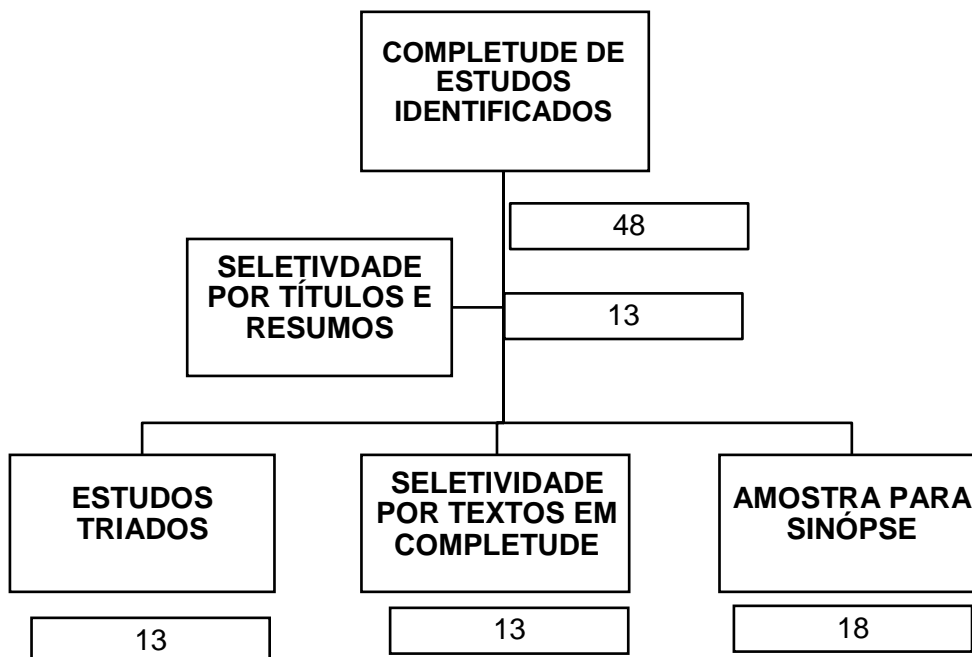 COMPLETUDE DE
ESTUDOS
IDENTIFICADOS
48
SELETIVDADE
POR TÍTULOS E
RESUMOS
13
ESTUDOS
TRIADOS
SELETIVIDADE
POR TEXTOS EM
COMPLETUDE
AMOSTRA PARA
SINÓPSE
13
13
18